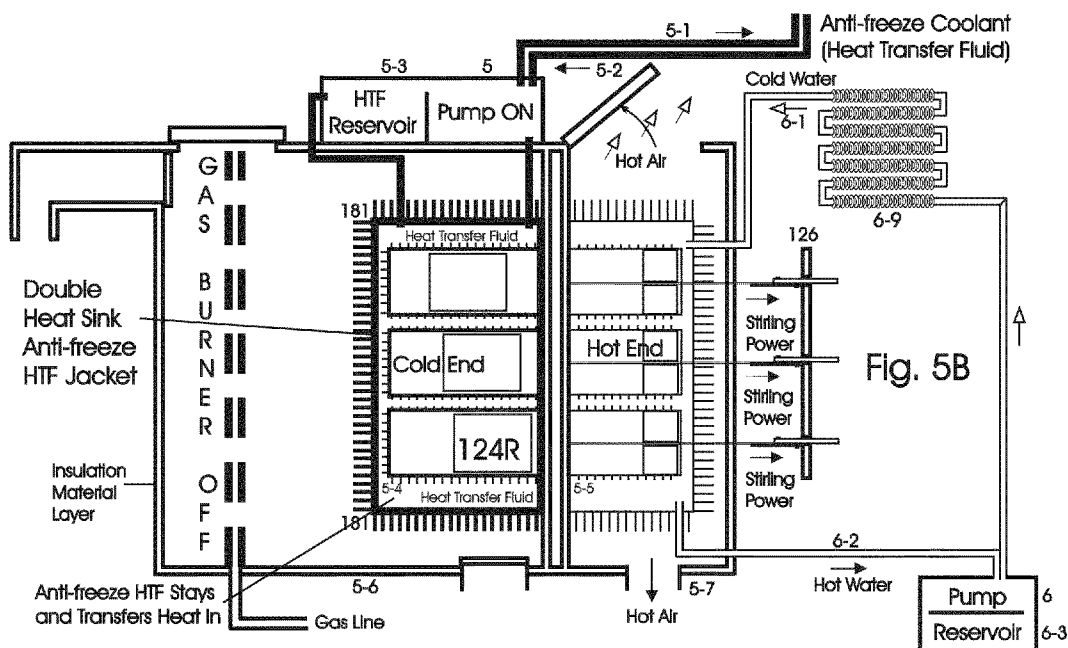 5-1
Anti-freeze Coolant
(Heat Transfer Fluid)
5-3
5
5-2
HTF
Reservoir
Pump ON
Hot Air
Cold Water
6-1
6-9
GAS BURNER OFF
181
Heat Transfer Fluid
126
Double
Heat Sink
Anti-freeze
HTF Jacket
Cold End
Hot End
Stirling
Power
Stirling
Power
Stirling
Power
Fig. 5B
124R
5-4
Heat Transfer Fluid
5-5
181
Insulation
Material
Layer
Anti-freeze HTF Stays
and Transfers Heat In
5-6
Gas Line
Hot Air
5-7
6-2
Hot Water
Pump
6
Reservoir
6-3